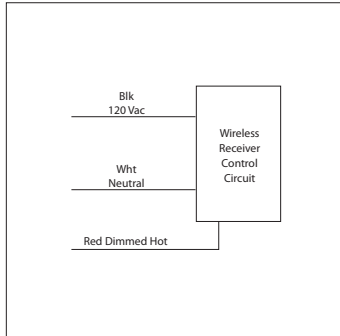 Blk
120 Vac
Wireless
Receiver
Control
Circuit
Wht
Neutral
Red Dimmed Hot